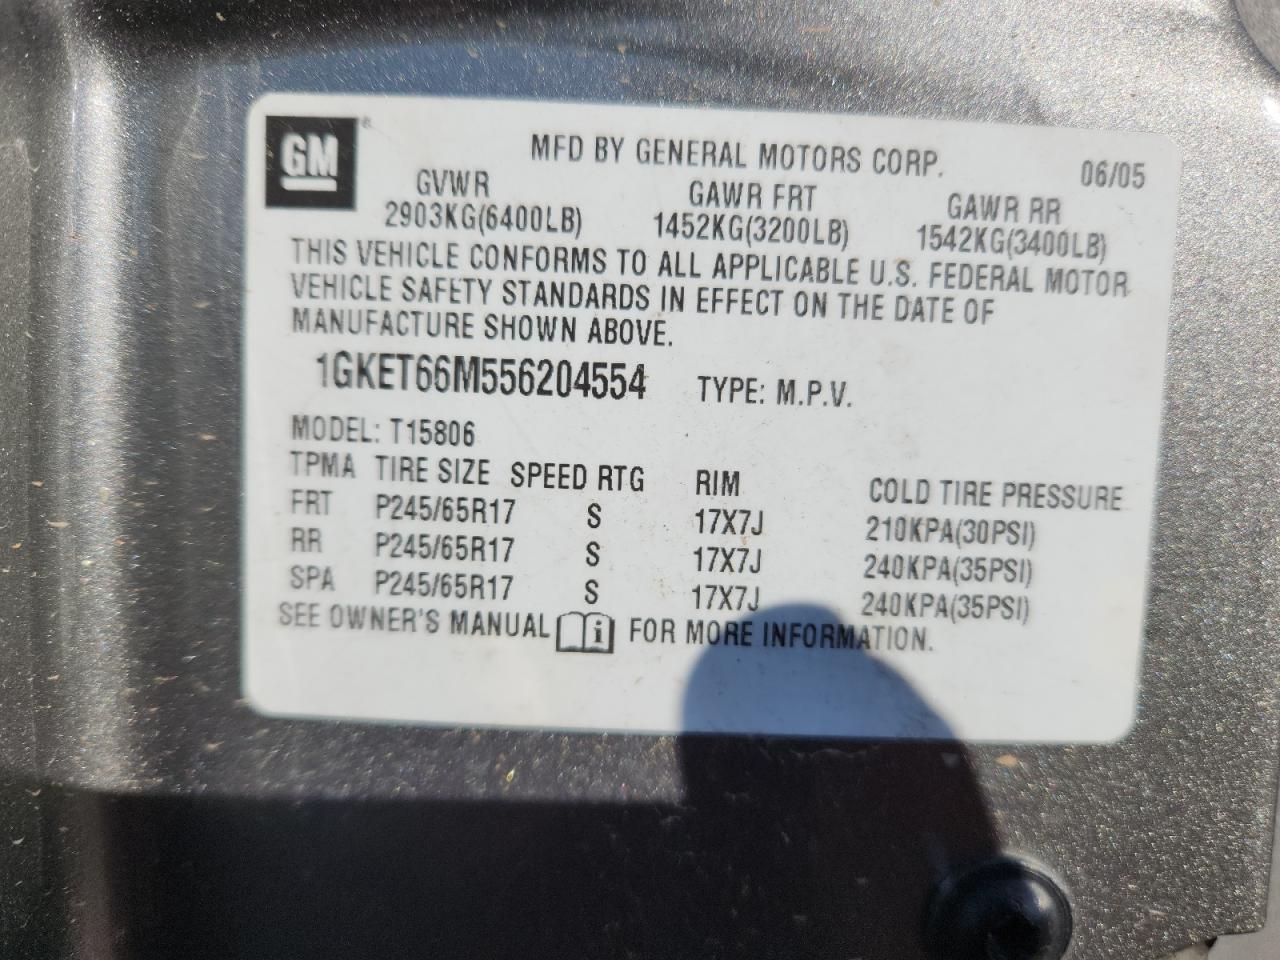 GM®
MFD BY GENERAL MOTORS CORP. 06/05
GVWR GAWR FRT GAWR RR
2903KG(6400LB) 1452KG(3200LB) 1542KG(3400LB)
THIS VEHICLE CONFORMS TO ALL APPLICABLE U.S. FEDERAL MOTOR
VEHICLE SAFETY STANDARDS IN EFFECT ON THE DATE OF
MANUFACTURE SHOWN ABOVE.
1GKET66M556204554 TYPE: M.P.V.
MODEL: T15806
TPMA TIRE SIZE SPEED RTG RIM COLD TIRE PRESSURE
FRT P245/65R17 S 17X7J 210KPA(30PSI)
RR P245/65R17 S 17X7J 240KPA(35PSI)
SPA P245/65R17 S 17X7J 240KPA(35PSI)
SEE OWNER'S MANUAL i FOR MORE INFORMATION.